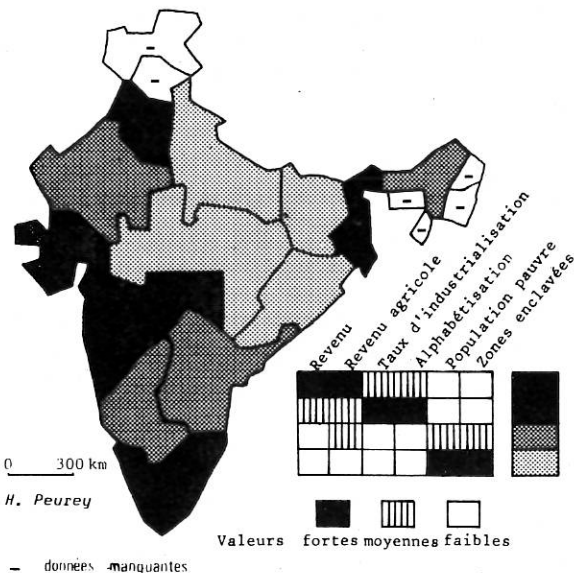 Revenu
Revenu agricole
Taux d'industrialisation
Alphabétisation
Population pauvre
Zones enclavées
0 300 km
H. Peurey
Valeurs fortes moyennes faibles
– données manquantes